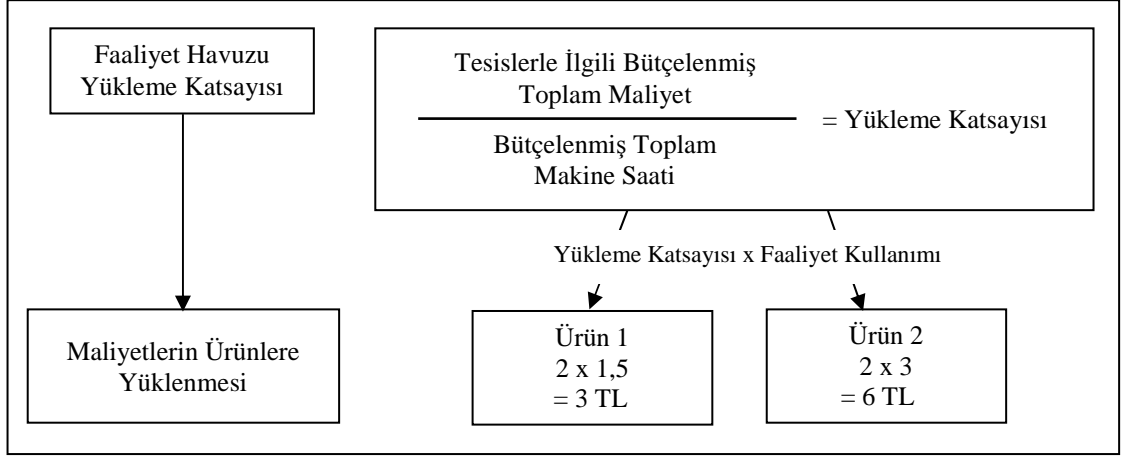 Faaliyet Havuzu
Yükleme Katsayısı
Tesislerle İlgili Bütçelenmiş
Toplam Maliyet
= Yükleme Katsayısı
Bütçelenmiş Toplam
Makine Saati
Yükleme Katsayısı x Faaliyet Kullanımı
Maliyetlerin Ürünlere
Yüklenmesi
Ürün 1
2 x 1,5
= 3 TL
Ürün 2
2 x 3
= 6 TL